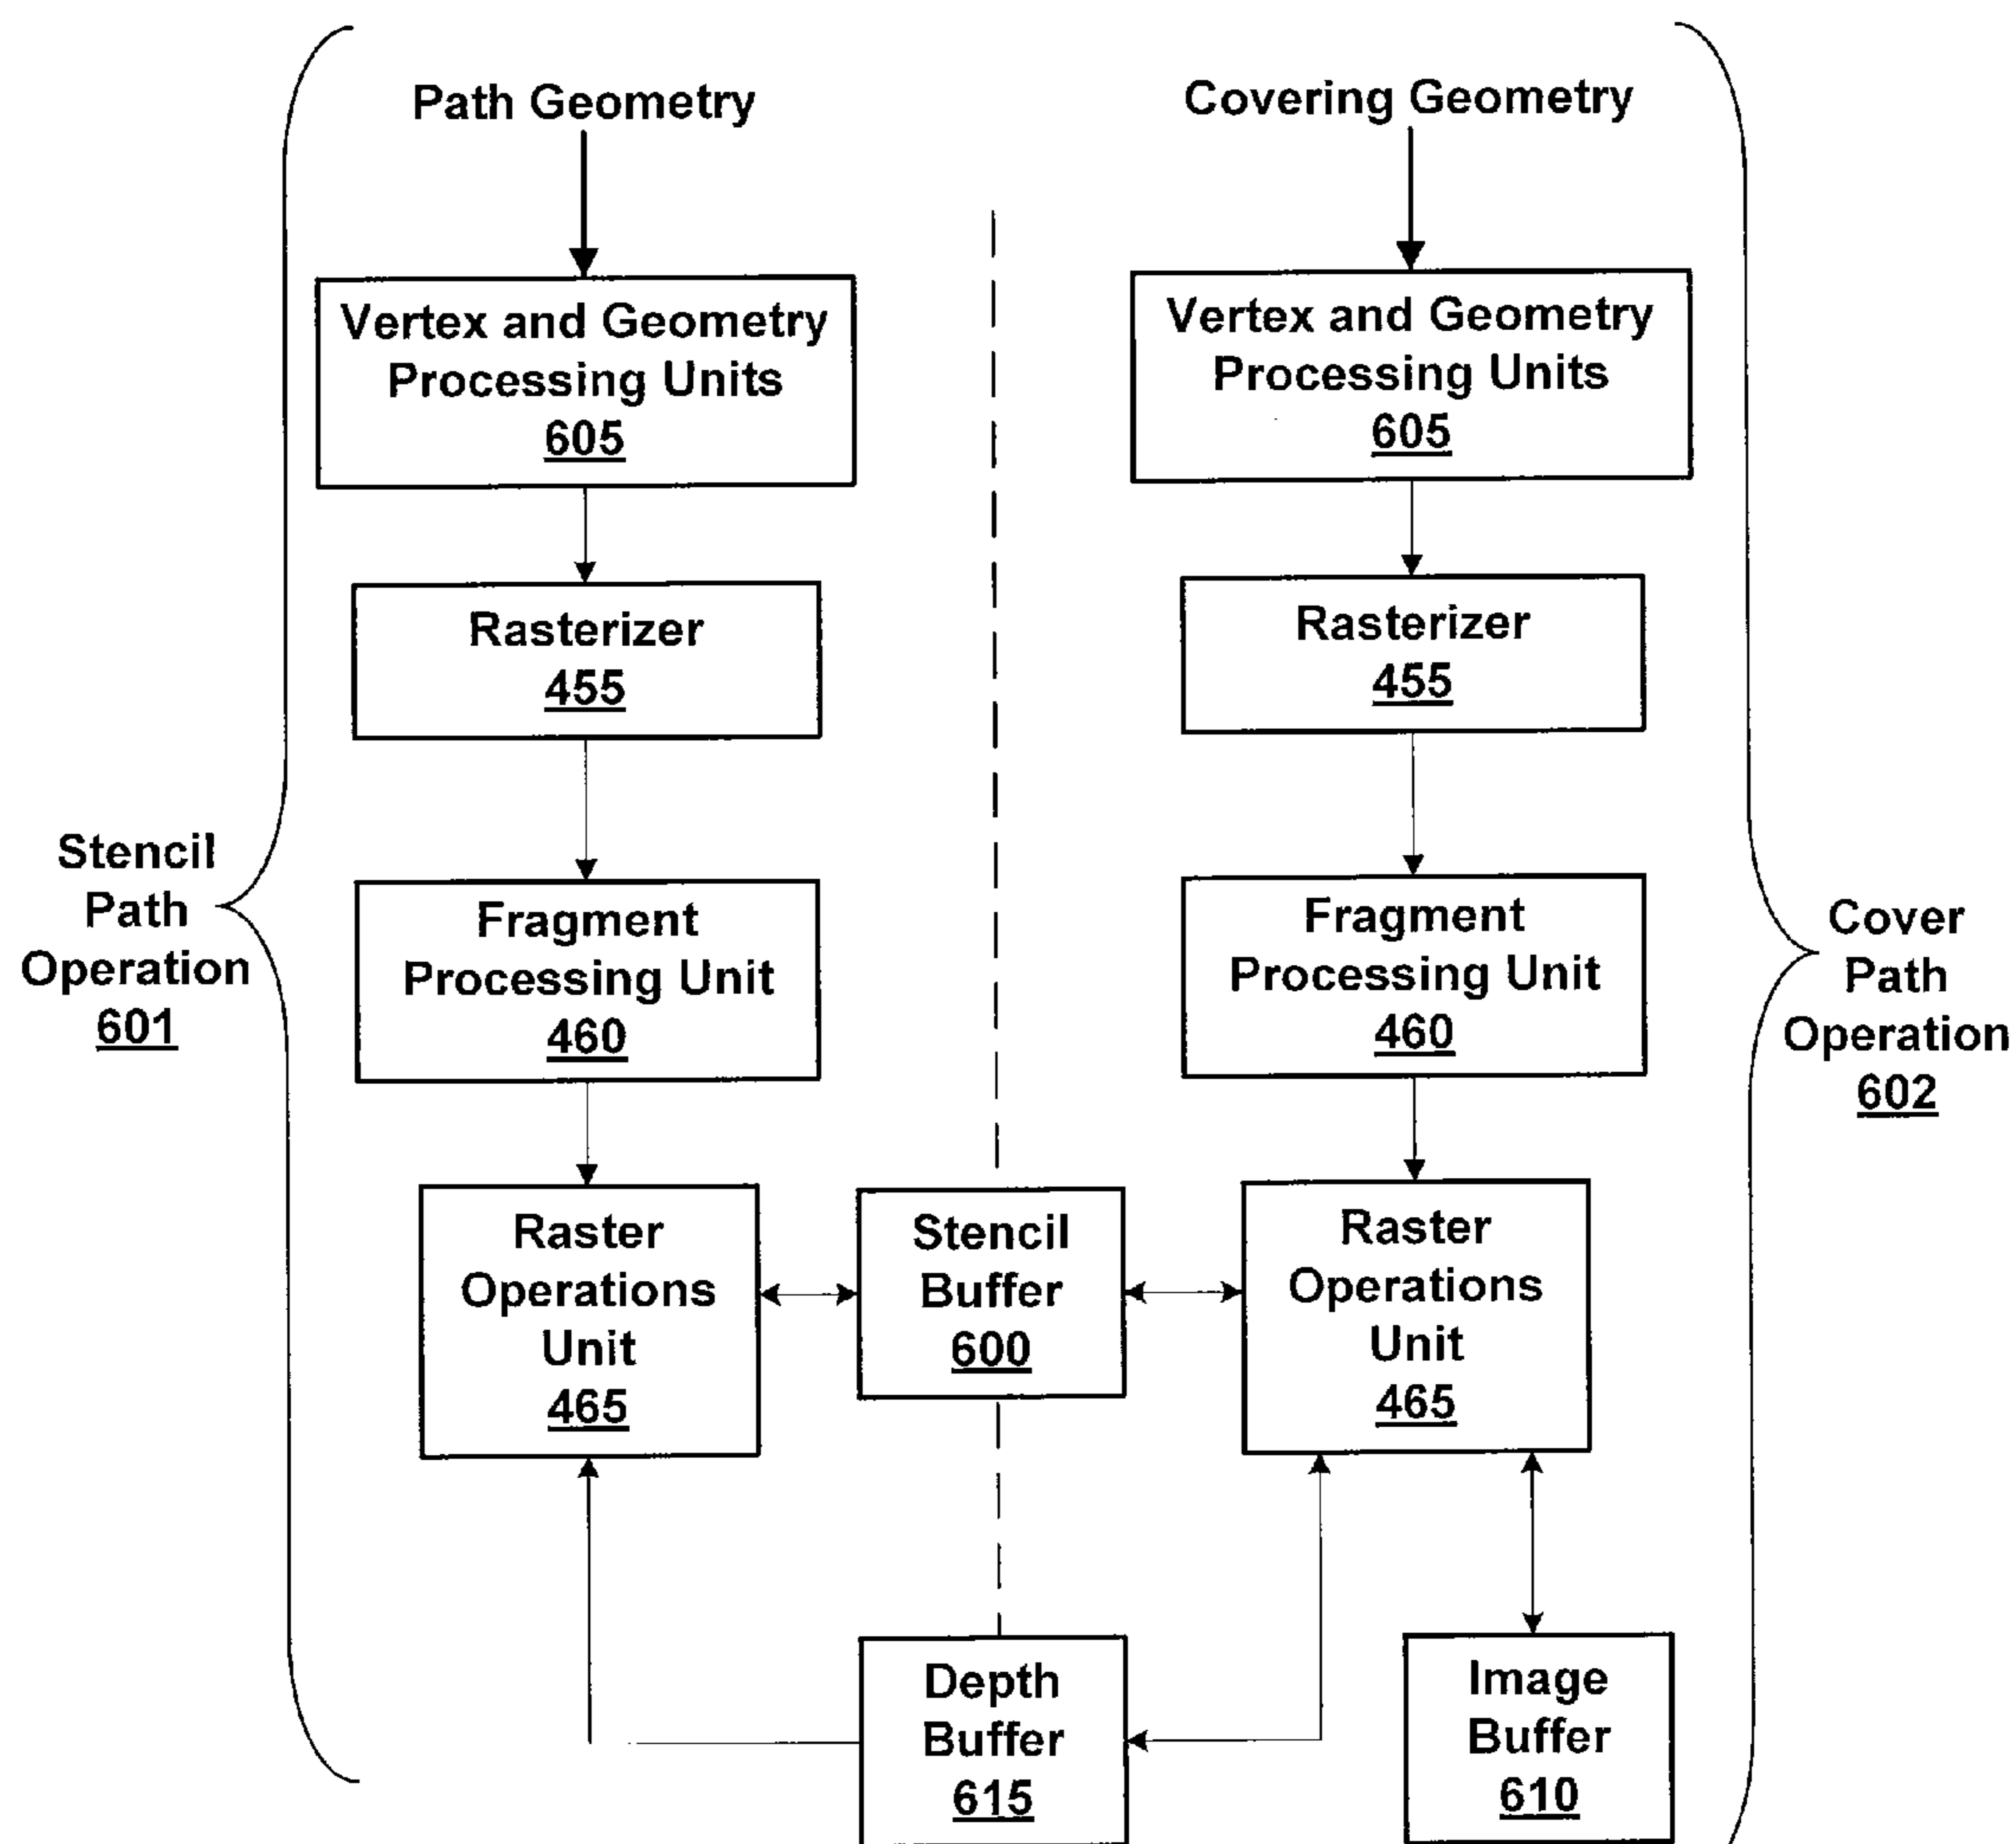 Path Geometry
Covering Geometry
Vertex and Geometry
Processing Units
605
Vertex and Geometry
Processing Units
605
Rasterizer
455
Rasterizer
455
Stencil
Path
Operation
601
Fragment
Processing Unit
460
Fragment
Processing Unit
460
Cover
Path
Operation
602
Raster
Operations
Unit
465
Stencil
Buffer
600
Raster
Operations
Unit
465
Depth
Buffer
615
Image
Buffer
610